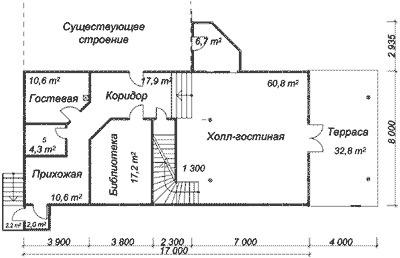 Существующее
строение
6,7 m²
2 935
10,6 m²
17,9 m²
60,8 m²
Гостевая
Коридор
5
4,3 m²
Холл-гостиная
Терраса
32,8 m²
8 000
Библиотека
17,2 m²
1 300
Прихожая
10,6 m²
2,2 m²
2,0 m²
3 900
3 800
2 300
7 000
4 000
17 000